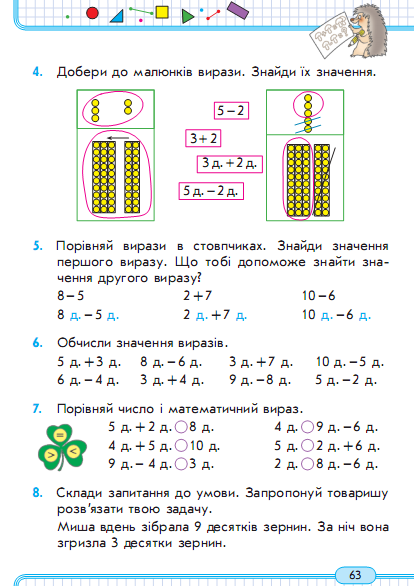 4. Добери до малюнків вирази. Знайди їх значення.
5 – 2
3 + 2
3 д. + 2 д.
5 д. – 2 д.
5. Порівняй вирази в стовпчиках. Знайди значення
першого виразу. Що тобі допоможе знайти зна-
чення другого виразу?
8 – 5 2 + 7 10 – 6
8 д. – 5 д. 2 д. + 7 д. 10 д. – 6 д.
6. Обчисли значення виразів.
5 д. + 3 д. 8 д. – 6 д. 3 д. + 7 д. 10 д. – 5 д.
6 д. – 4 д. 3 д. + 4 д. 9 д. – 8 д. 5 д. – 2 д.
7. Порівняй число і математичний вираз.
= > <
5 д. + 2 д. ○ 8 д. 4 д. ○ 9 д. – 6 д.
4 д. + 5 д. ○ 10 д. 5 д. ○ 2 д. + 6 д.
9 д. – 4 д. ○ 3 д. 2 д. ○ 8 д. – 6 д.
8. Склади запитання до умови. Запропонуй товаришу
розв'язати твою задачу.
Миша вдень зібрала 9 десятків зернин. За ніч вона
згризла 3 десятки зернин.
63